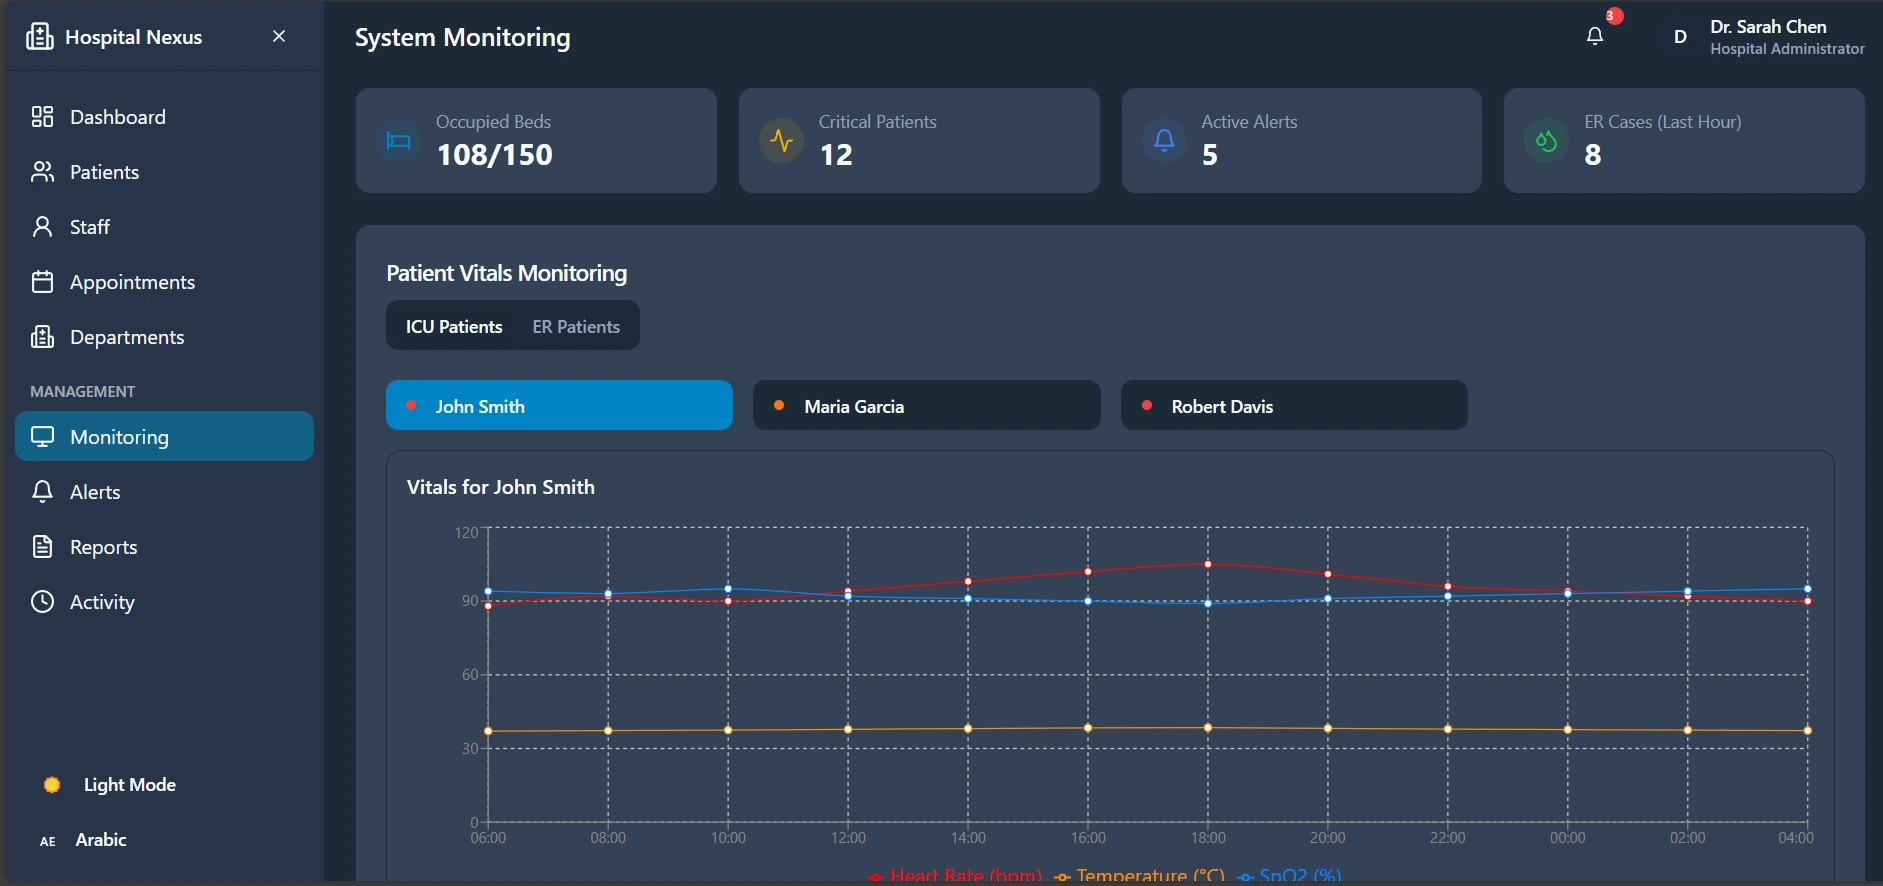 Hospital Nexus
Dashboard
Patients
Staff
Appointments
Departments
MANAGEMENT
Monitoring
Alerts
Reports
Activity
Light Mode
AE Arabic
System Monitoring
3
D
Dr. Sarah Chen
Hospital Administrator
Occupied Beds
108/150
Critical Patients
12
Active Alerts
5
ER Cases (Last Hour)
8
Patient Vitals Monitoring
ICU Patients ER Patients
John Smith Maria Garcia Robert Davis
Vitals for John Smith
120
90
60
30
0
06:00 08:00 10:00 12:00 14:00 16:00 18:00 20:00 22:00 00:00 02:00 04:00
Heart Rate (bpm) Temperature (°C) SpO2 (%)